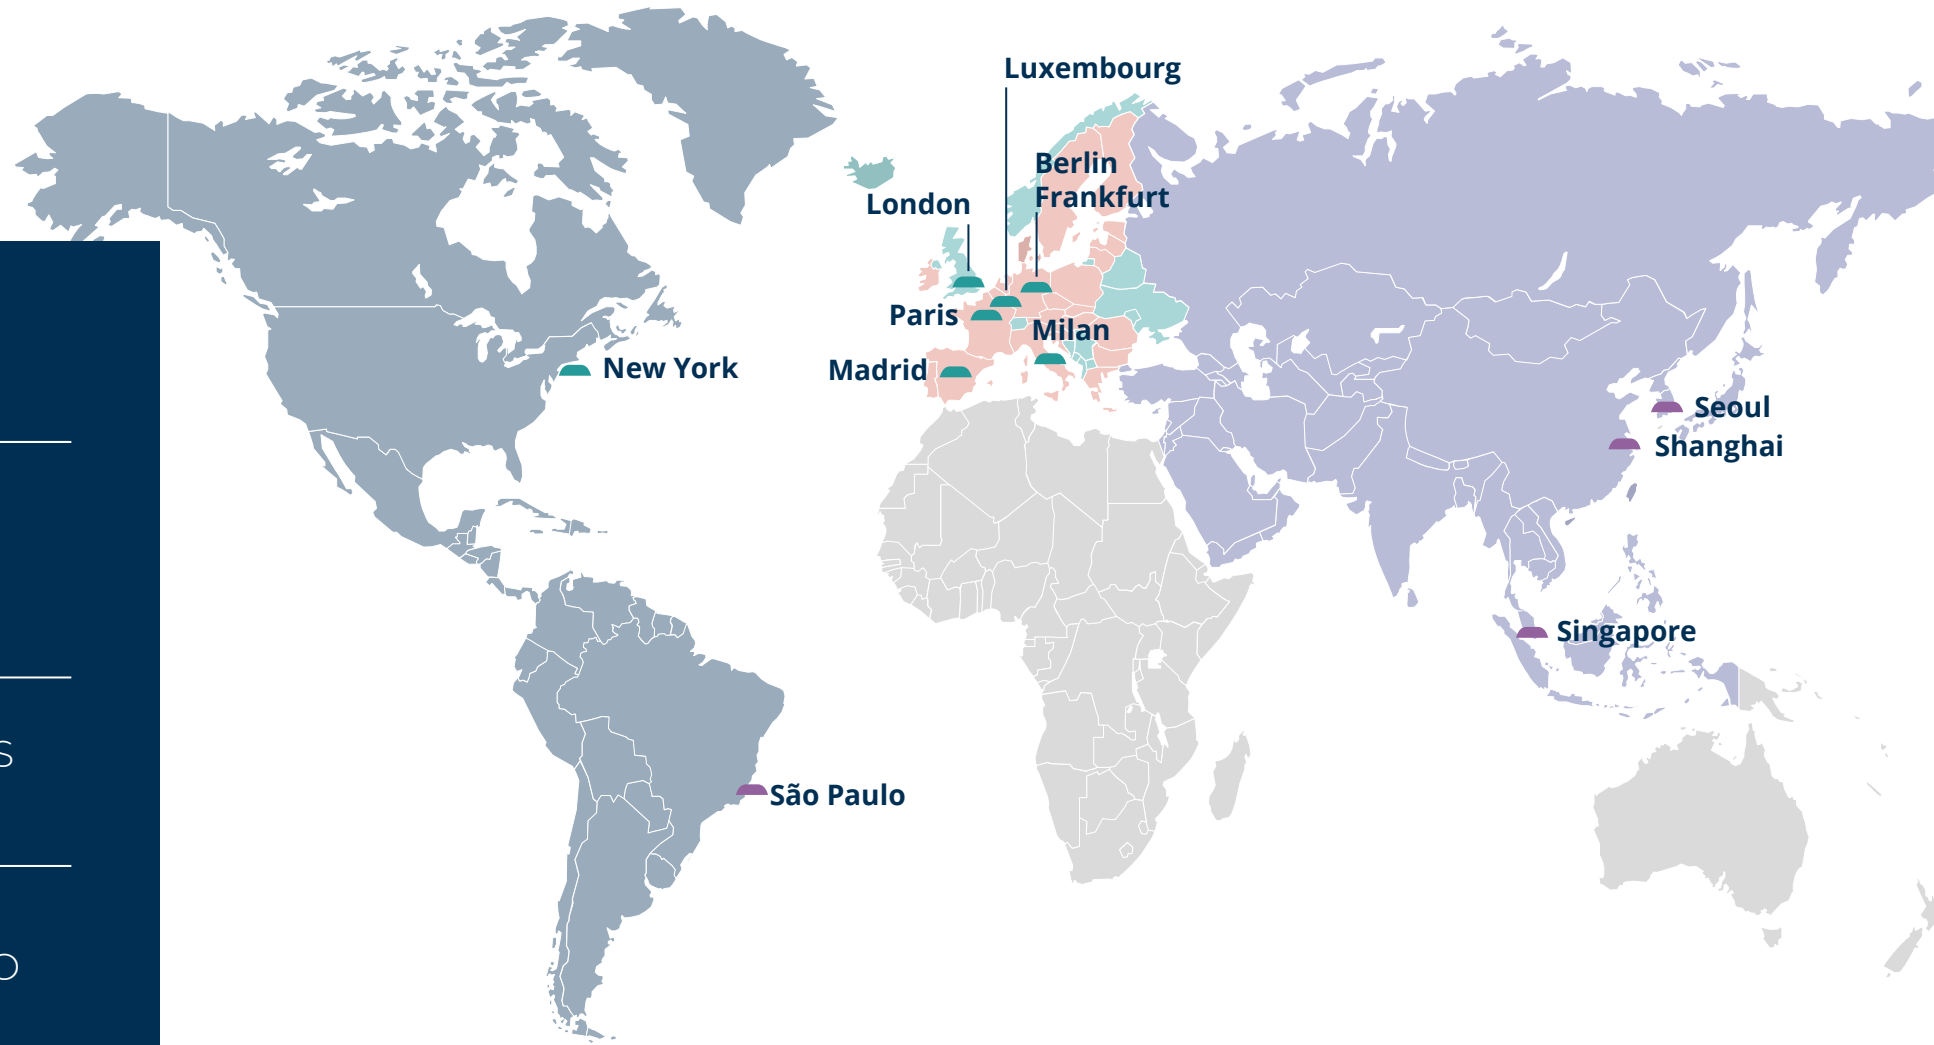 Luxembourg
Berlin
Frankfurt
London
Paris
Milan
Madrid
New York
Seoul
Shanghai
Singapore
São Paulo